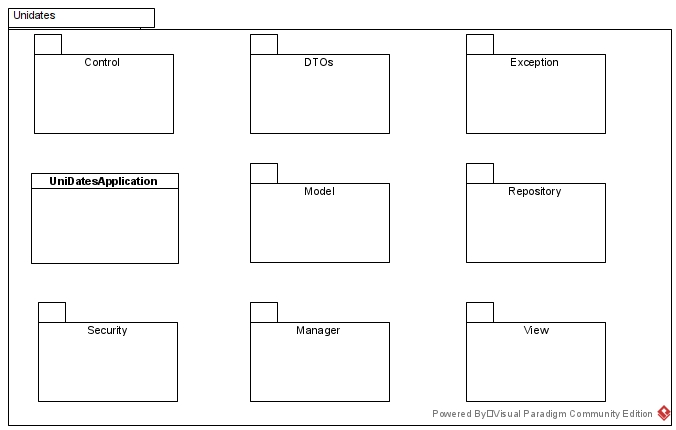 Unidates
Control
DTOs
Exception
UniDatesApplication
Model
Repository
Security
Manager
View
Powered By□Visual Paradigm Community Edition